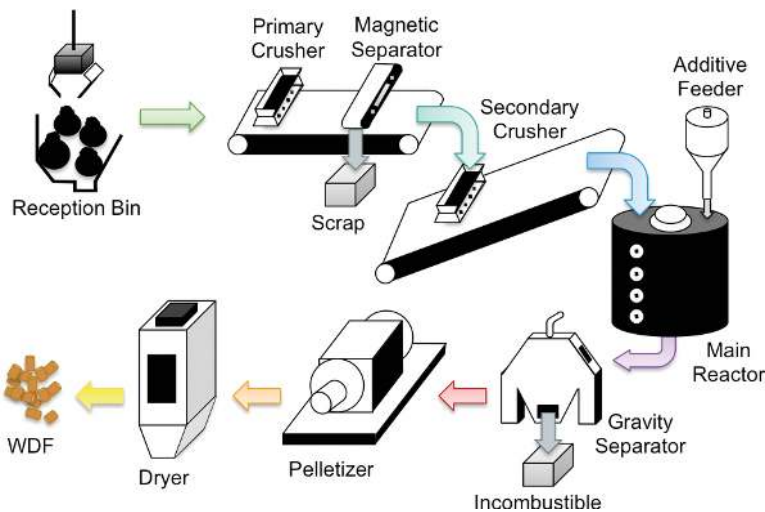 Primary
Crusher
Magnetic
Separator
Additive
Feeder
Secondary
Crusher
Reception Bin
Scrap
Main
Reactor
Gravity
Separator
WDF
Dryer
Pelletizer
Incombustible